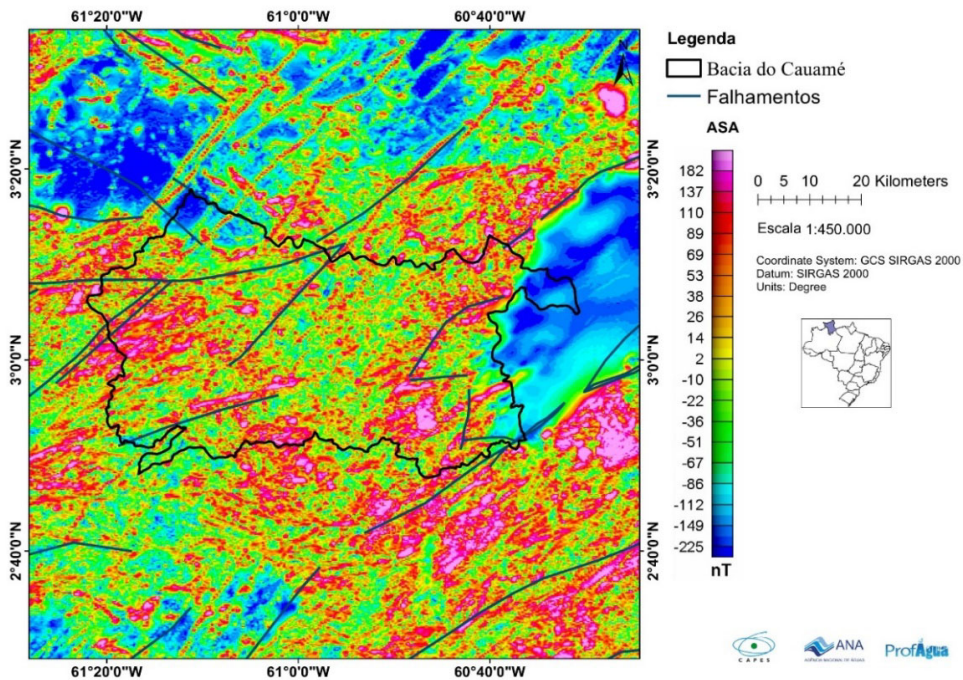 61°20'0"W
61°0'0"W
60°40'0"W
3°20'0"N
3°0'0"N
2°40'0"N
61°20'0"W
61°0'0"W
60°40'0"W
3°20'0"N
3°0'0"N
2°40'0"N
N
Legenda
Bacia do Cauamé
Falhamentos
ASA
182
137
110
89
69
53
38
26
14
2
-10
-22
-36
-51
-67
-86
-112
-149
-225
nT
0 5 10 20 Kilometers
Escala 1:450.000
Coordinate System: GCS SIRGAS 2000
Datum: SIRGAS 2000
Units: Degree
CAPES
ANA
AGÊNCIA NACIONAL DE ÁGUAS
ProfÁgua